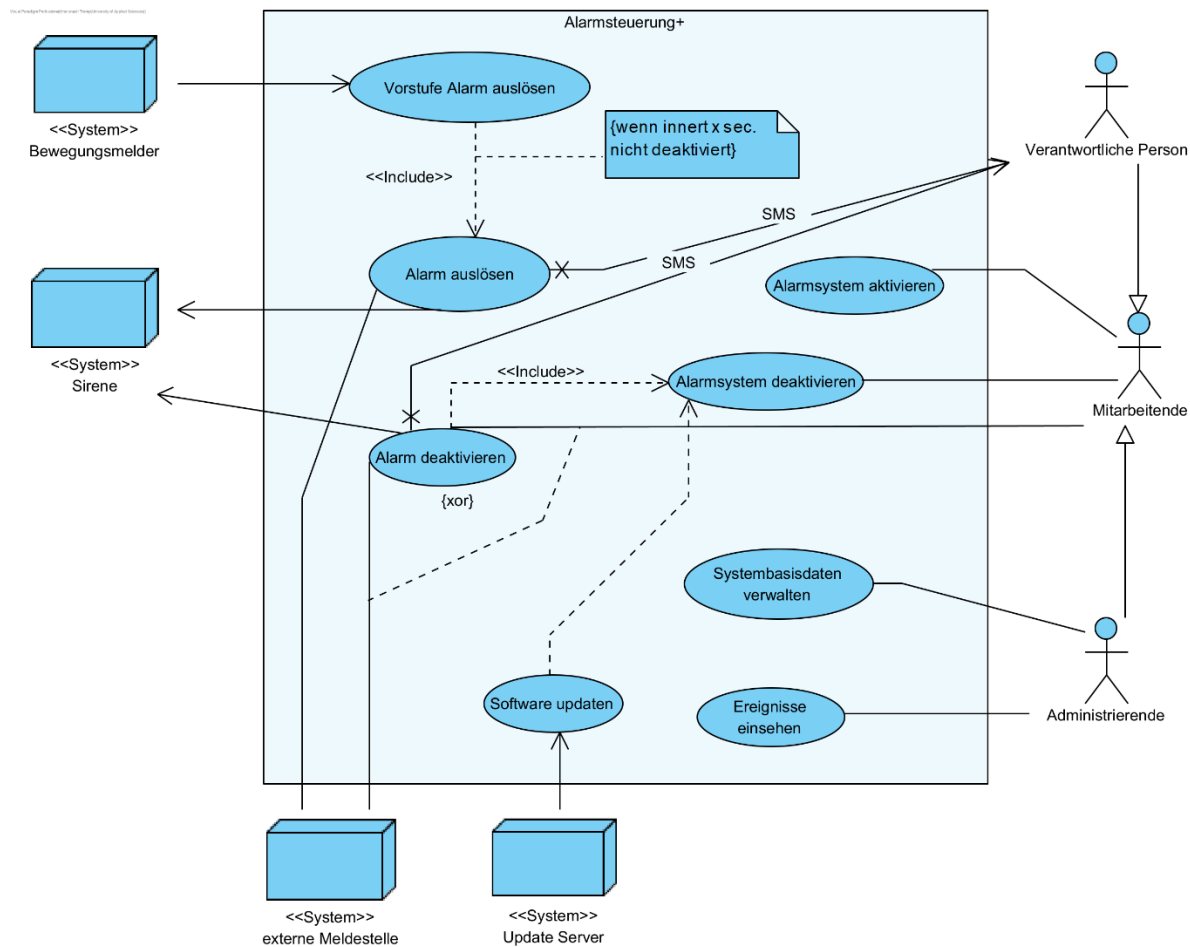 Alarmsteuerung+
Vorstufe Alarm auslösen
<<System>>
Bewegungsmelder
{wenn innert x sec.
nicht deaktiviert}
Verantwortliche Person
<<Include>>
SMS
SMS
Alarm auslösen
Alarmsystem aktivieren
<<System>>
Sirene
<<Include>>
Alarmsystem deaktivieren
Mitarbeitende
Alarm deaktivieren
{xor}
Systembasisdaten
verwalten
Software updaten
Ereignisse
einsehen
Administrierende
<<System>>
externe Meldestelle
<<System>>
Update Server